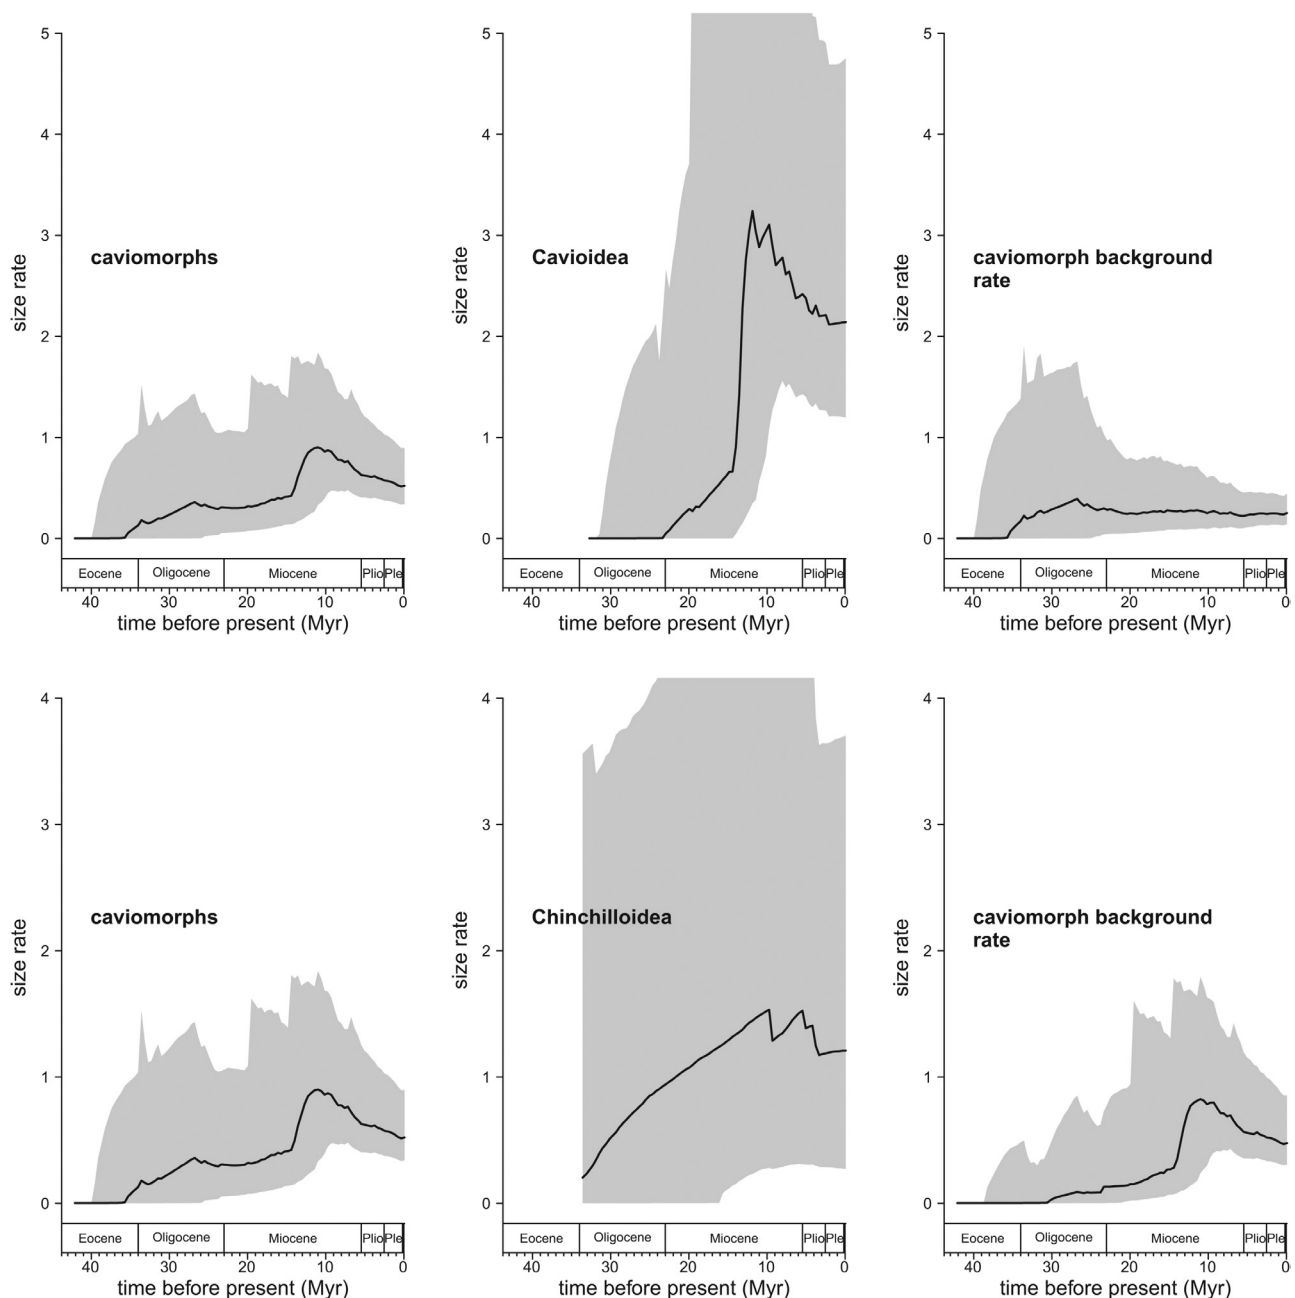 5
4
3
2
1
0
size rate
caviomorphs
Eocene Oligocene Miocene Plio Ple
40 30 20 10 0
time before present (Myr)
5
4
3
2
1
0
size rate
Cavioidea
Eocene Oligocene Miocene Plio Ple
40 30 20 10 0
time before present (Myr)
5
4
3
2
1
0
size rate
caviomorph background
rate
Eocene Oligocene Miocene Plio Ple
40 30 20 10 0
time before present (Myr)
4
3
2
1
0
size rate
caviomorphs
Eocene Oligocene Miocene Plio Ple
40 30 20 10 0
time before present (Myr)
4
3
2
1
0
size rate
Chinchilloidea
Eocene Oligocene Miocene Plio Ple
40 30 20 10 0
time before present (Myr)
4
3
2
1
0
size rate
caviomorph background
rate
Eocene Oligocene Miocene Plio Ple
40 30 20 10 0
time before present (Myr)